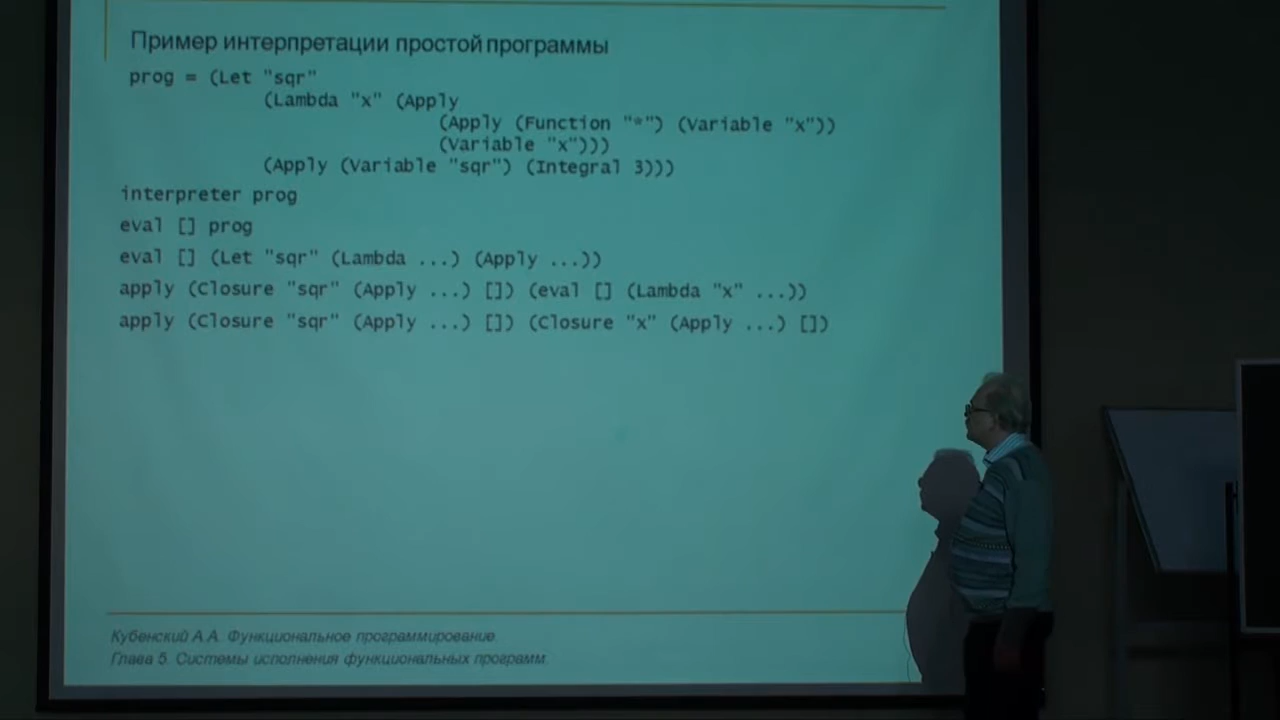 Пример интерпретации простой программы
prog = (Let "sqr"
(Lambda "x" (Apply
(Apply (Function "*") (Variable "x"))
(Variable "x")))
(Apply (Variable "sqr") (Integral 3)))
interpreter prog
eval [] prog
eval [] (Let "sqr" (Lambda ...) (Apply ...))
apply (Closure "sqr" (Apply ...) []) (eval [] (Lambda "x" ...))
apply (Closure "sqr" (Apply ...) []) (Closure "x" (Apply ...) [])
Кубенский А.А. Функциональное программирование.
Глава 5. Системы исполнения функциональных программ.